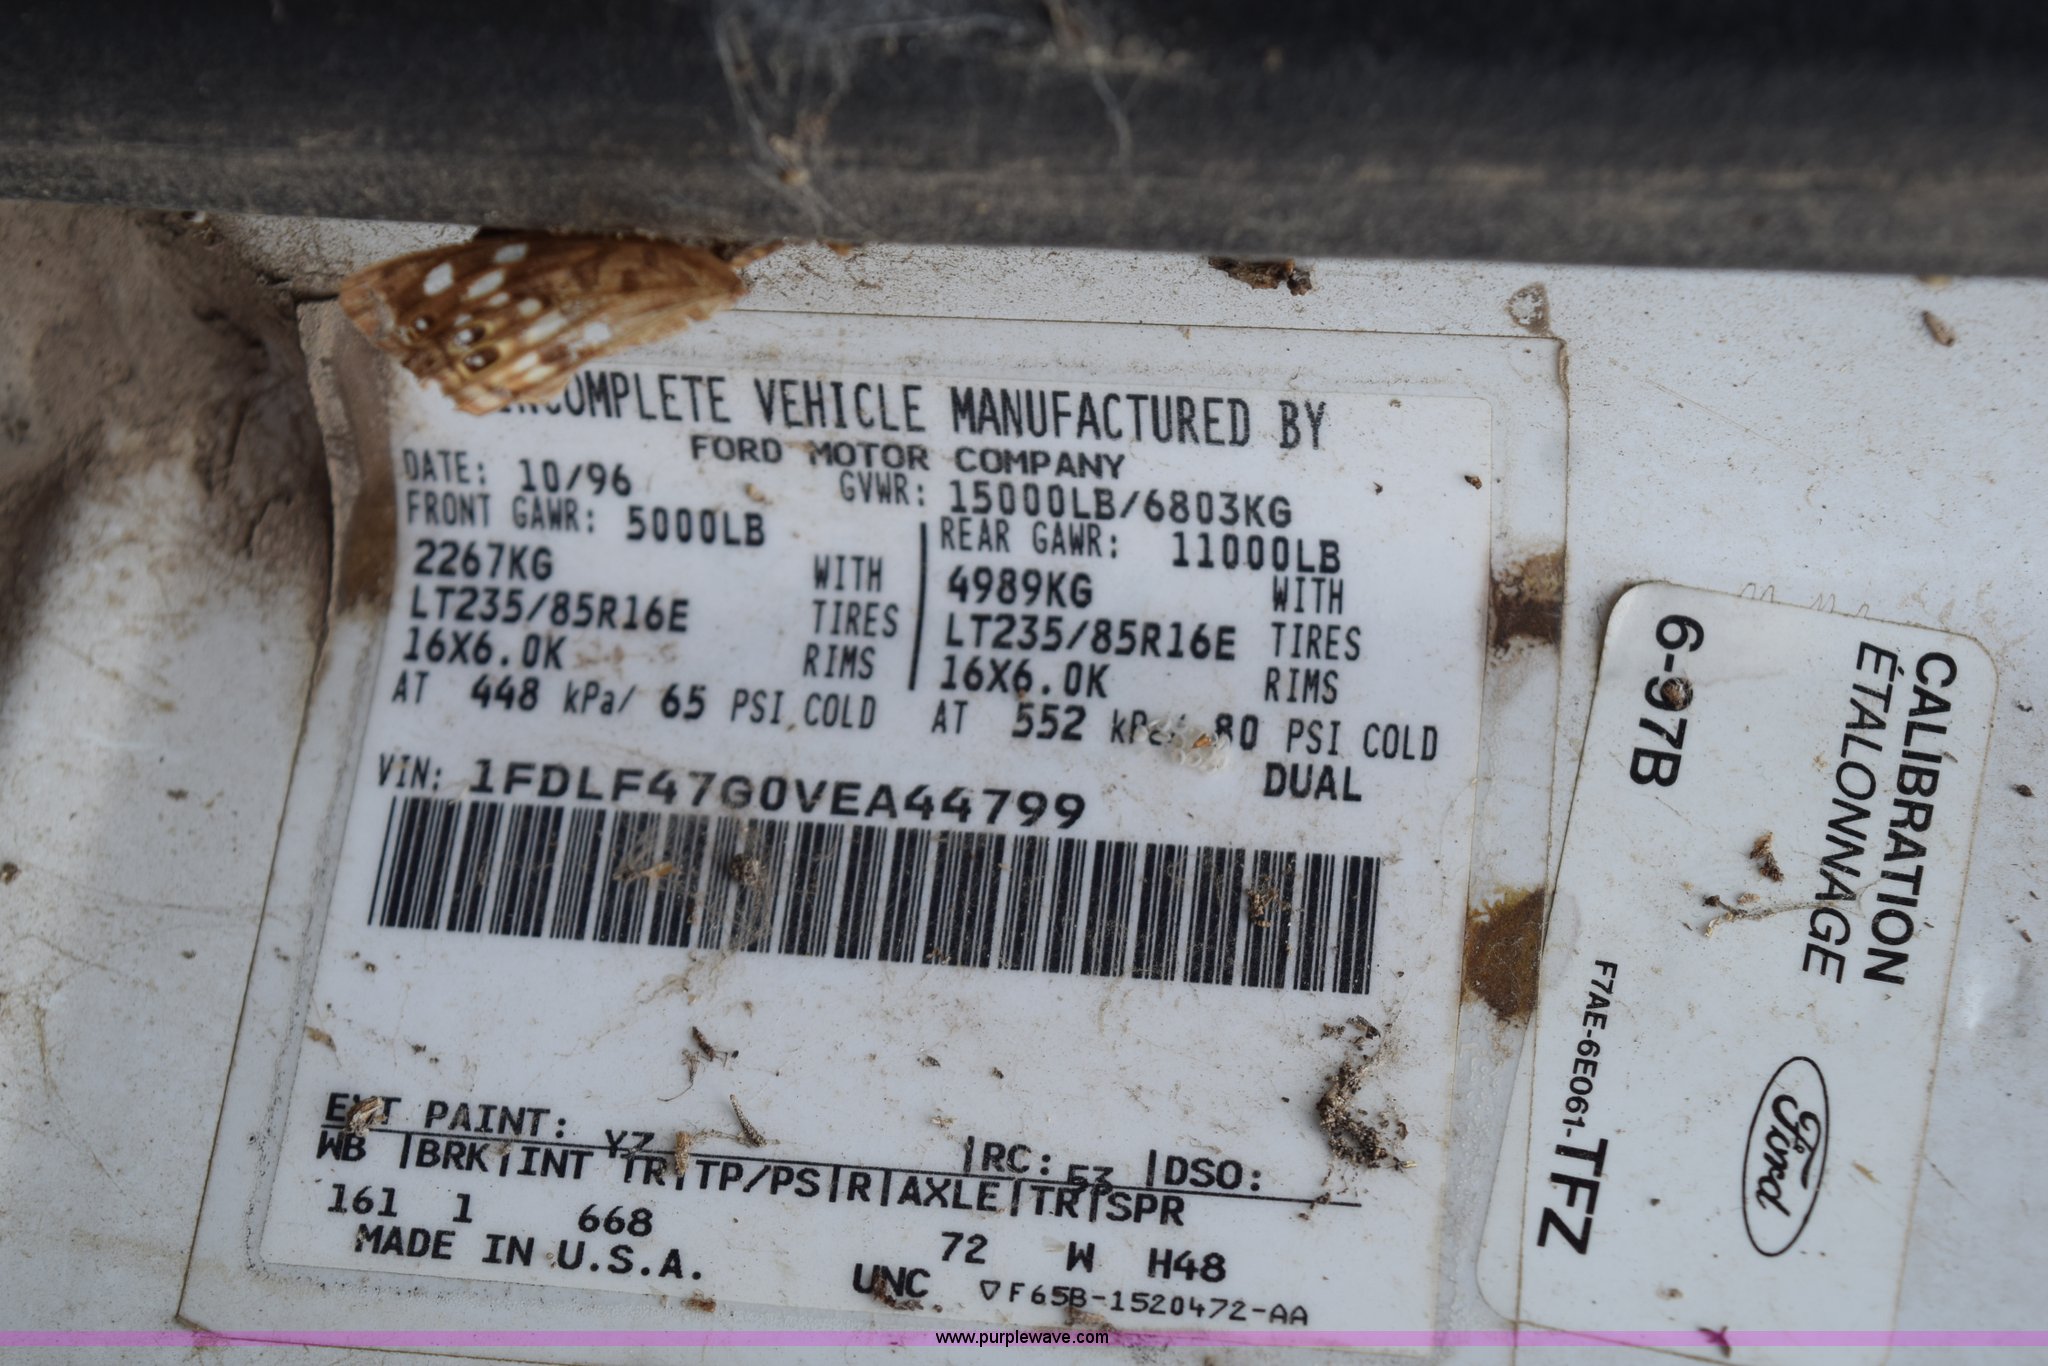 INCOMPLETE VEHICLE MANUFACTURED BY
FORD MOTOR COMPANY
DATE: 10/96 GVWR: 15000LB/6803KG
FRONT GAWR: 5000LB REAR GAWR: 11000LB
2267KG WITH 4989KG WITH
LT235/85R16E TIRES LT235/85R16E TIRES
16X6.0K RIMS 16X6.0K RIMS
AT 448 kPa/ 65 PSI COLD AT 552 kPa/ 80 PSI COLD
DUAL
VIN: 1FDLF47G0VEA44799
EXT PAINT: YZ |RC: 53 |DSO:
WB |BRK|INT TR|TP/PS|R|AXLE|TR|SPR
161 1 668 72 W H48
MADE IN U.S.A.
UNC ▽F65B-1520472-AA
CALIBRATION
ÉTALONNAGE
6-97B
Ford
F7AE-6E061-TFZ
www.purplewave.com